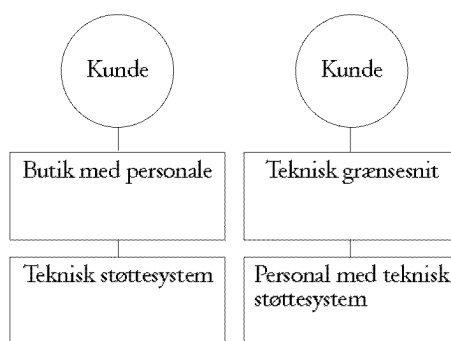 Kunde
Butik med personale
Teknisk støttesystem
Kunde
Teknisk grænsesnit
Personal med teknisk
støttesystem